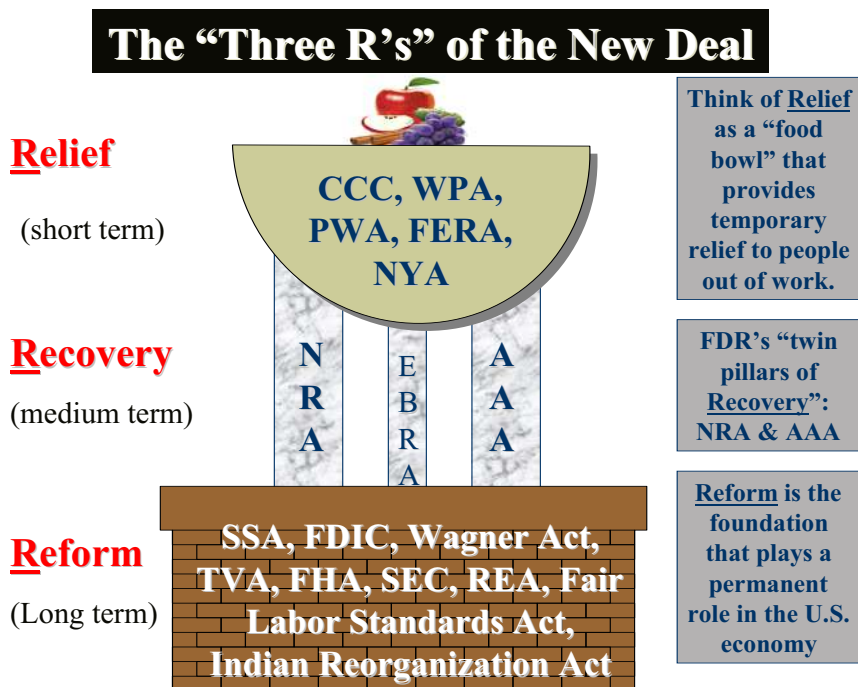 The “Three R’s” of the New Deal
Relief
(short term)
CCC, WPA,
PWA, FERA,
NYA
Think of Relief
as a “food
bowl” that
provides
temporary
relief to people
out of work.
Recovery
(medium term)
N
R
A
E
B
R
A
A
A
A
FDR’s “twin
pillars of
Recovery”:
NRA & AAA
Reform
(Long term)
SSA, FDIC, Wagner Act,
TVA, FHA, SEC, REA, Fair
Labor Standards Act,
Indian Reorganization Act
Reform is the
foundation
that plays a
permanent
role in the U.S.
economy